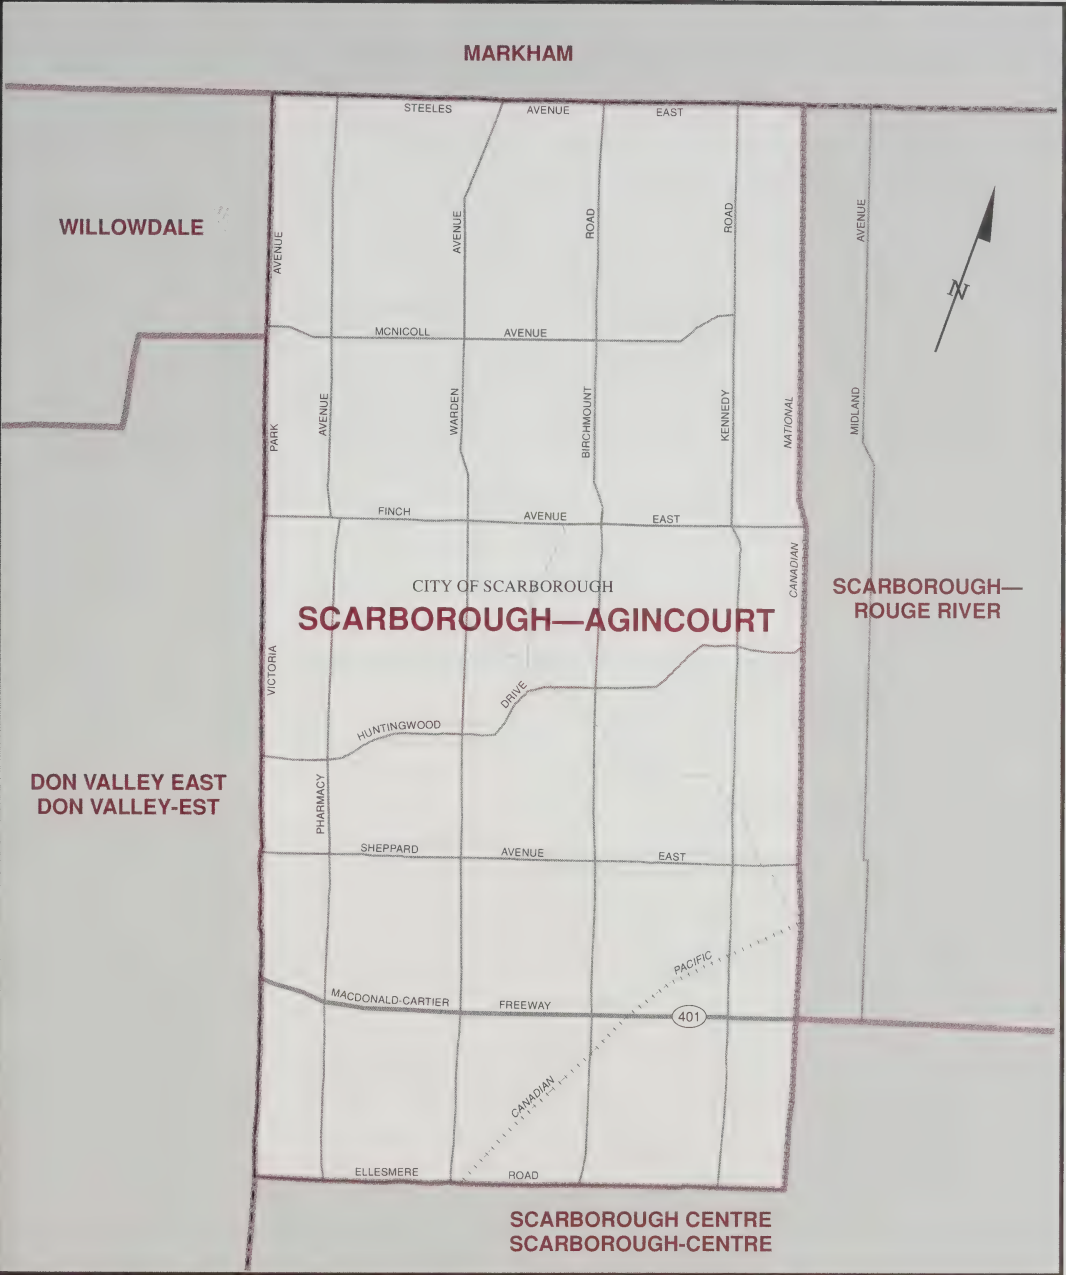 MARKHAM
STEELES AVENUE EAST
WILLOWDALE
AVENUE
AVENUE
ROAD
ROAD
AVENUE
N
MCNICOLL AVENUE
PARK
AVENUE
WARDEN
BIRCHMOUNT
KENNEDY
NATIONAL
MIDLAND
FINCH AVENUE EAST
CANADIAN
CITY OF SCARBOROUGH
SCARBOROUGH—AGINCOURT
SCARBOROUGH—
ROUGE RIVER
VICTORIA
HUNTINGWOOD DRIVE
DON VALLEY EAST
DON VALLEY-EST
PHARMACY
SHEPPARD AVENUE EAST
CANADIAN PACIFIC
MACDONALD-CARTIER FREEWAY
401
ELLESMERE ROAD
SCARBOROUGH CENTRE
SCARBOROUGH-CENTRE